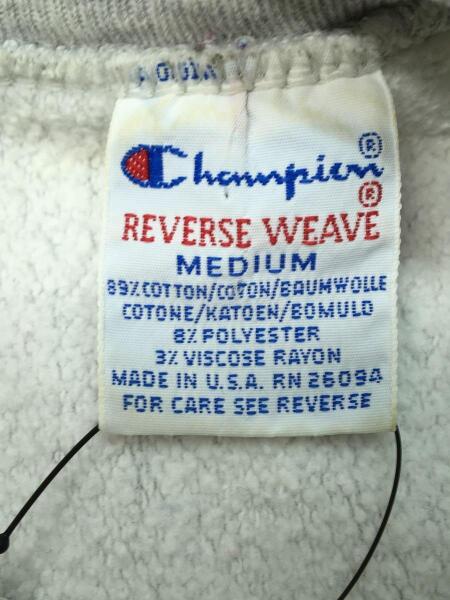 Champion®
®
REVERSE WEAVE
MEDIUM
89% COTTON/COTON/BAUMWOLLE
COTONE/KATOEN/BOMULD
8% POLYESTER
3% VISCOSE RAYON
MADE IN U.S.A. RN 26094
FOR CARE SEE REVERSE